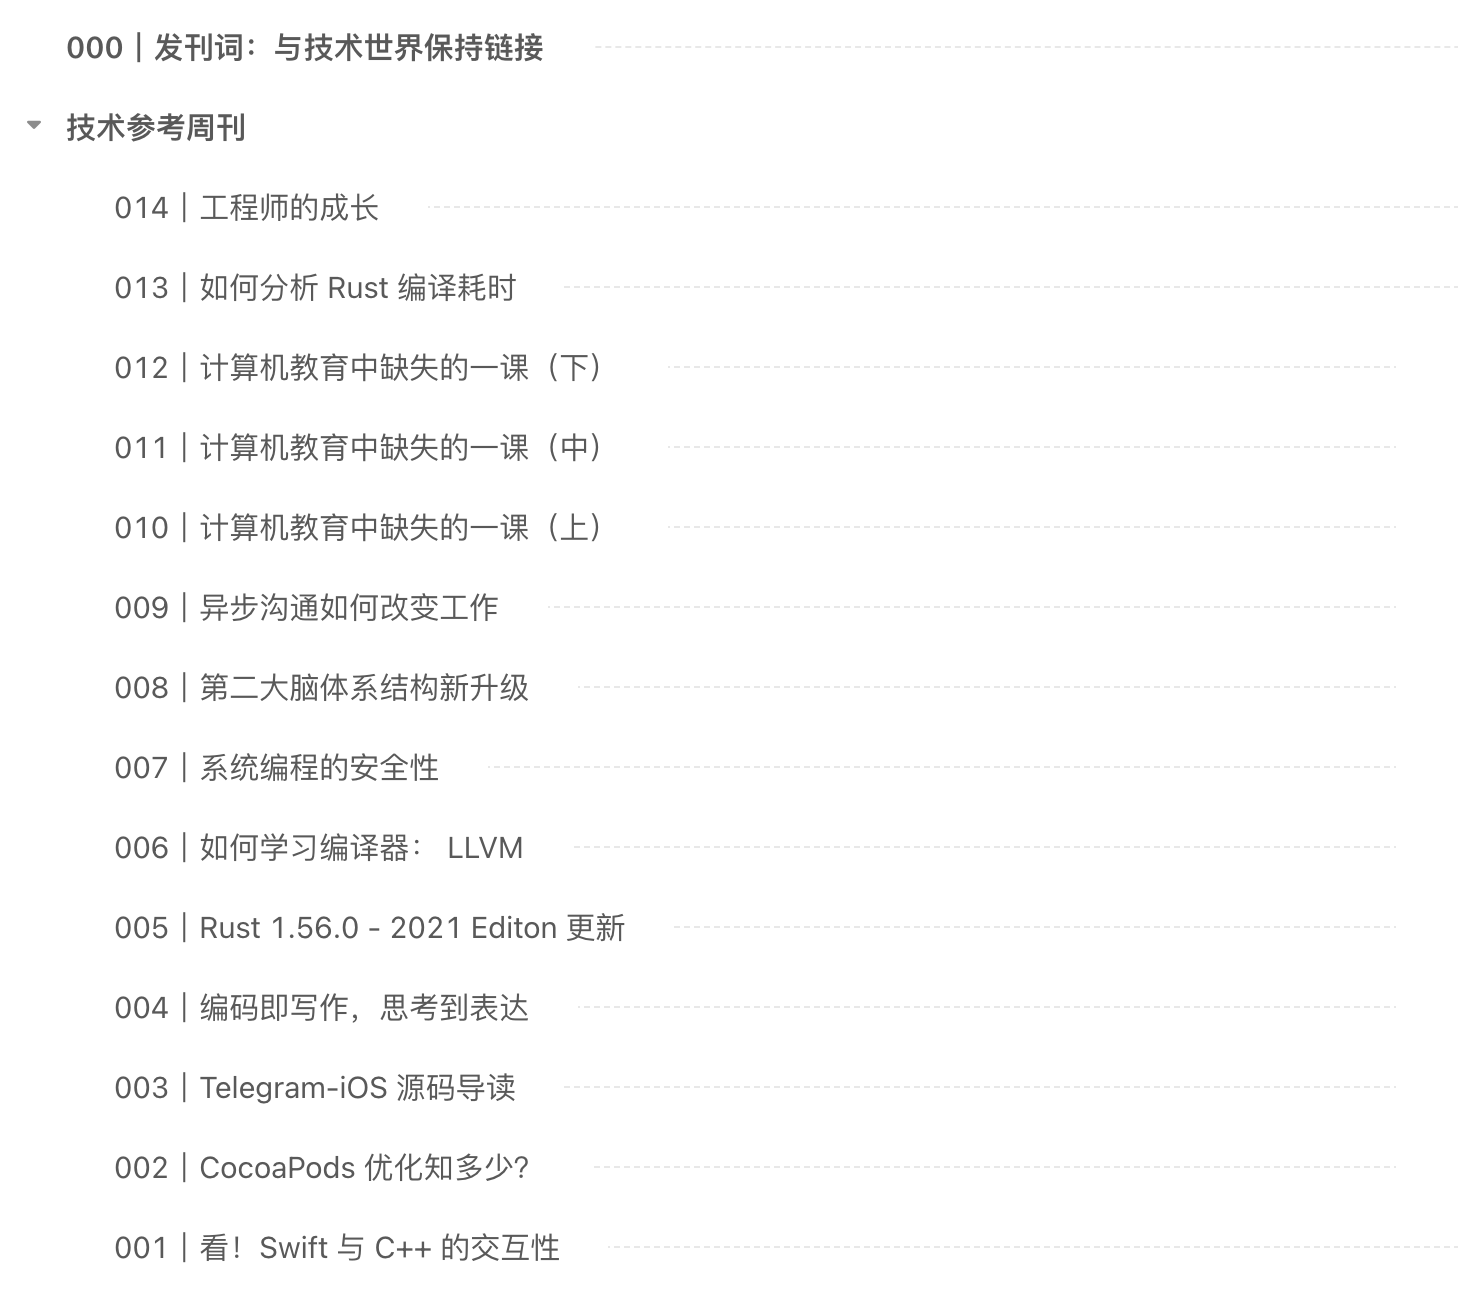 000｜发刊词：与技术世界保持链接
技术参考周刊
014｜工程师的成长
013｜如何分析 Rust 编译耗时
012｜计算机教育中缺失的一课（下）
011｜计算机教育中缺失的一课（中）
010｜计算机教育中缺失的一课（上）
009｜异步沟通如何改变工作
008｜第二大脑体系结构新升级
007｜系统编程的安全性
006｜如何学习编译器： LLVM
005｜Rust 1.56.0 - 2021 Editon 更新
004｜编码即写作，思考到表达
003｜Telegram-iOS 源码导读
002｜CocoaPods 优化知多少？
001｜看！Swift 与 C++ 的交互性